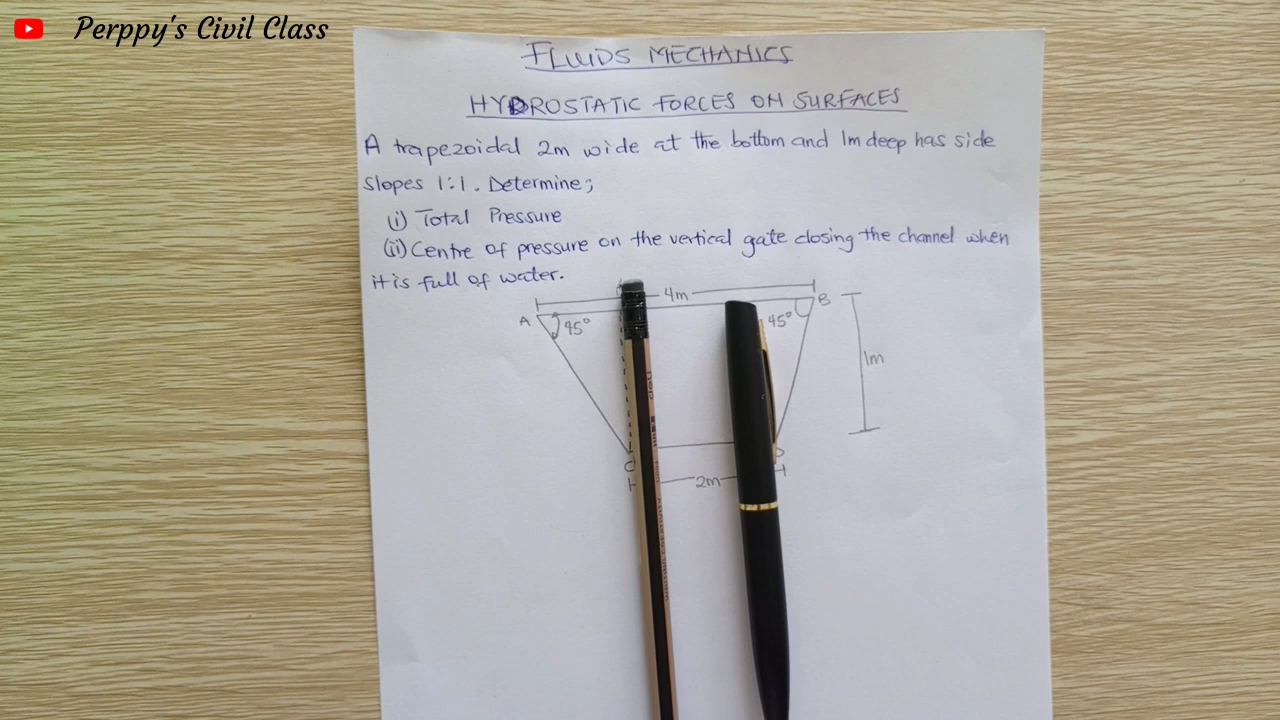 Perppy's Civil Class
FLUIDS MECHANICS
HYDROSTATIC FORCES ON SURFACES
A trapezoidal 2m wide at the bottom and 1m deep has side
slopes 1:1. Determine;
(i) Total Pressure
(ii) Centre of pressure on the vertical gate closing the channel when
it is full of water.
4m
A 45° 45° B
1m
C D
2m